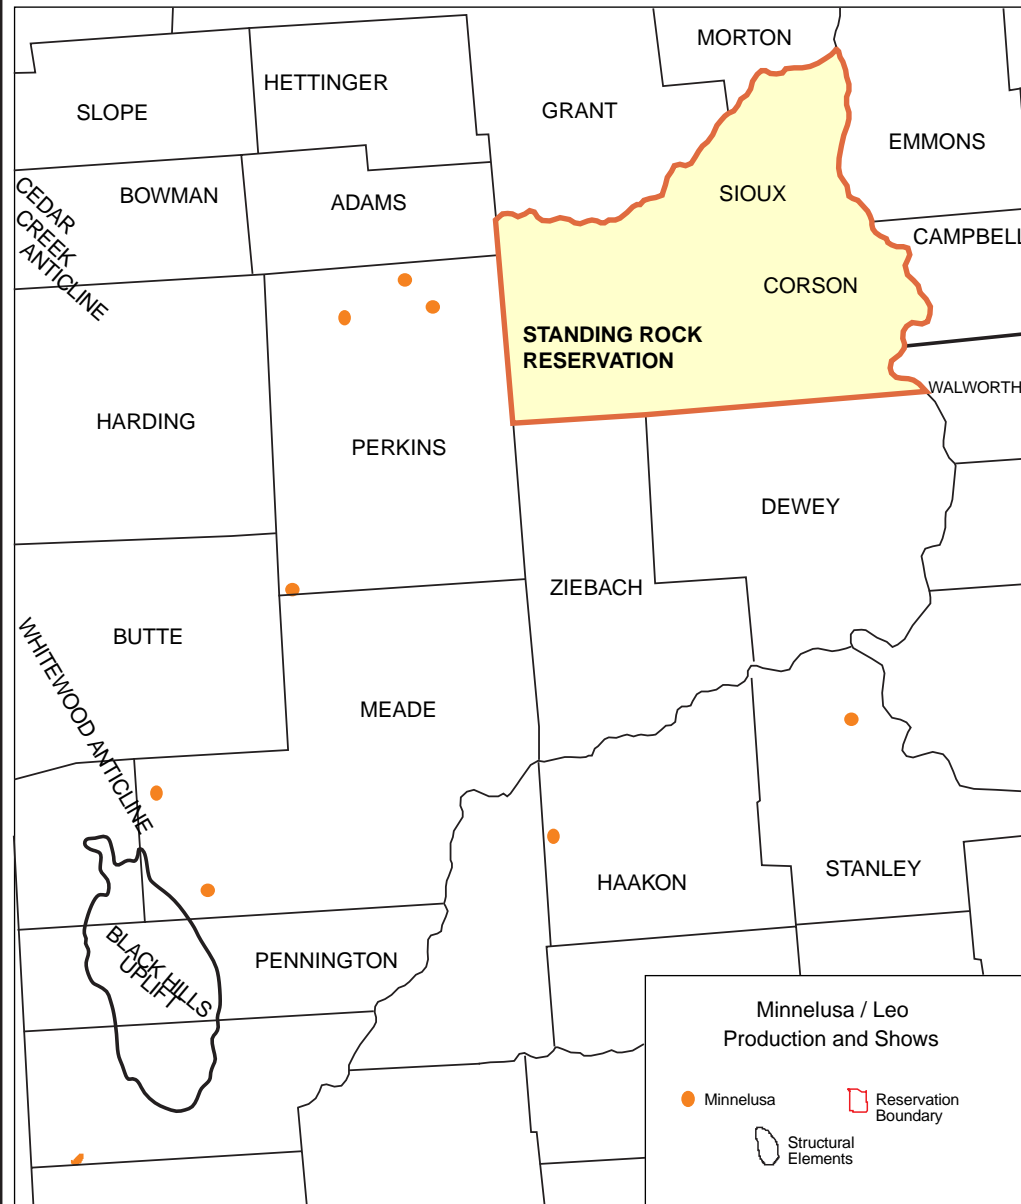 MORTON
HETTINGER
SLOPE
GRANT
EMMONS
BOWMAN
ADAMS
SIOUX
CEDAR
CREEK
ANTICLINE
CAMPBELL
CORSON
STANDING ROCK
RESERVATION
WALWORTH
HARDING
PERKINS
DEWEY
ZIEBACH
BUTTE
WHITEWOOD ANTICLINE
MEADE
STANLEY
HAAKON
BLACK HILLS
UPLIFT
PENNINGTON
Minnelusa / Leo
Production and Shows
Minnelusa
Reservation
Boundary
Structural
Elements